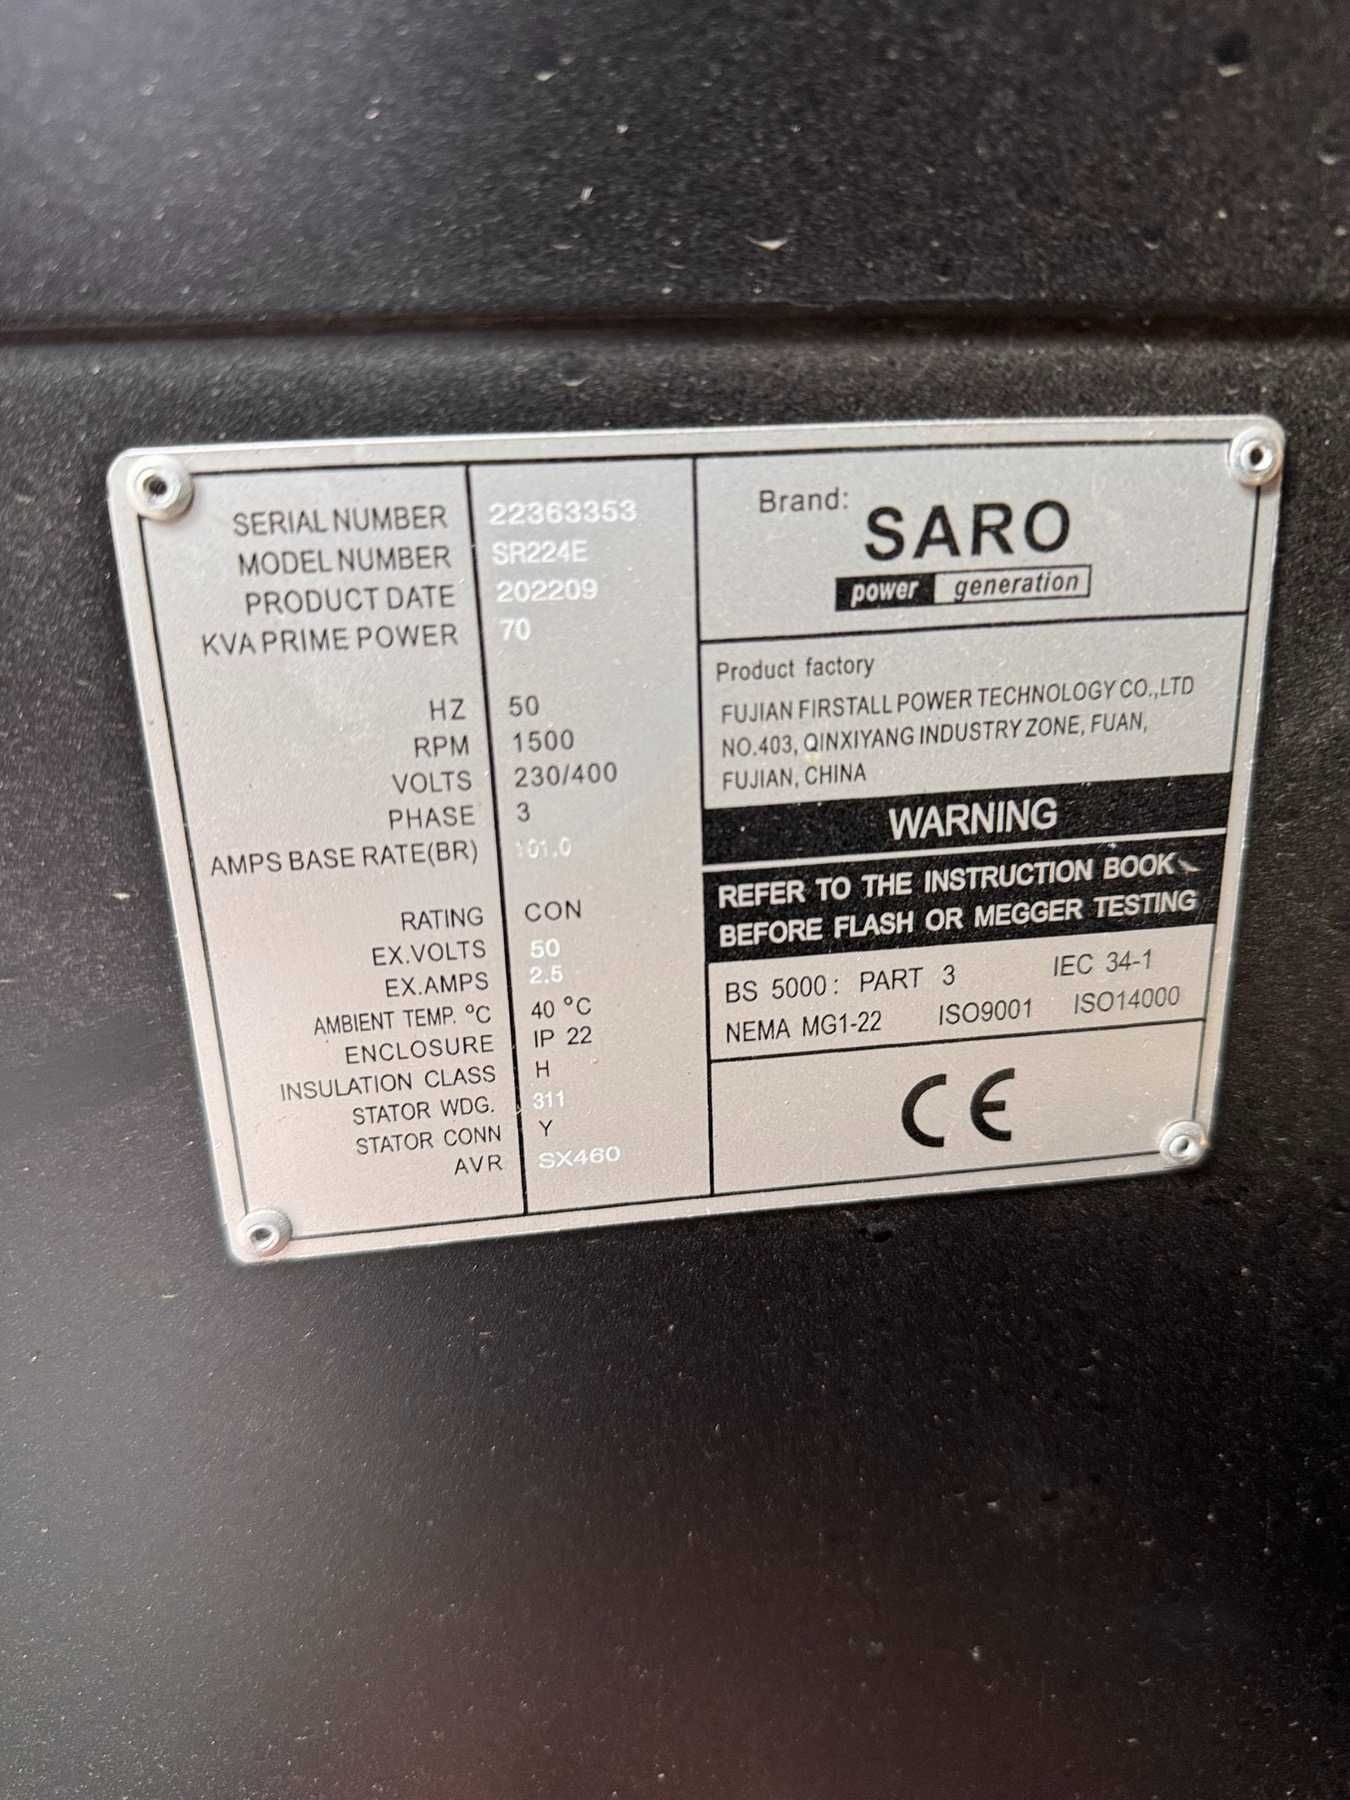 SERIAL NUMBER 22363353
MODEL NUMBER SR224E
PRODUCT DATE 202209
KVA PRIME POWER 70
HZ 50
RPM 1500
VOLTS 230/400
PHASE 3
AMPS BASE RATE(BR) 101.0
RATING CON
EX.VOLTS 50
EX.AMPS 2.5
AMBIENT TEMP. °C 40 °C
ENCLOSURE IP 22
INSULATION CLASS H
STATOR WDG. 311
STATOR CONN Y
AVR SX460
Brand: SARO
power generation
Product factory
FUJIAN FIRSTALL POWER TECHNOLOGY CO.,LTD
NO.403, QINXIYANG INDUSTRY ZONE, FUAN,
FUJIAN, CHINA
WARNING
REFER TO THE INSTRUCTION BOOK
BEFORE FLASH OR MEGGER TESTING
BS 5000: PART 3 IEC 34-1
NEMA MG1-22 ISO9001 ISO14000
CE